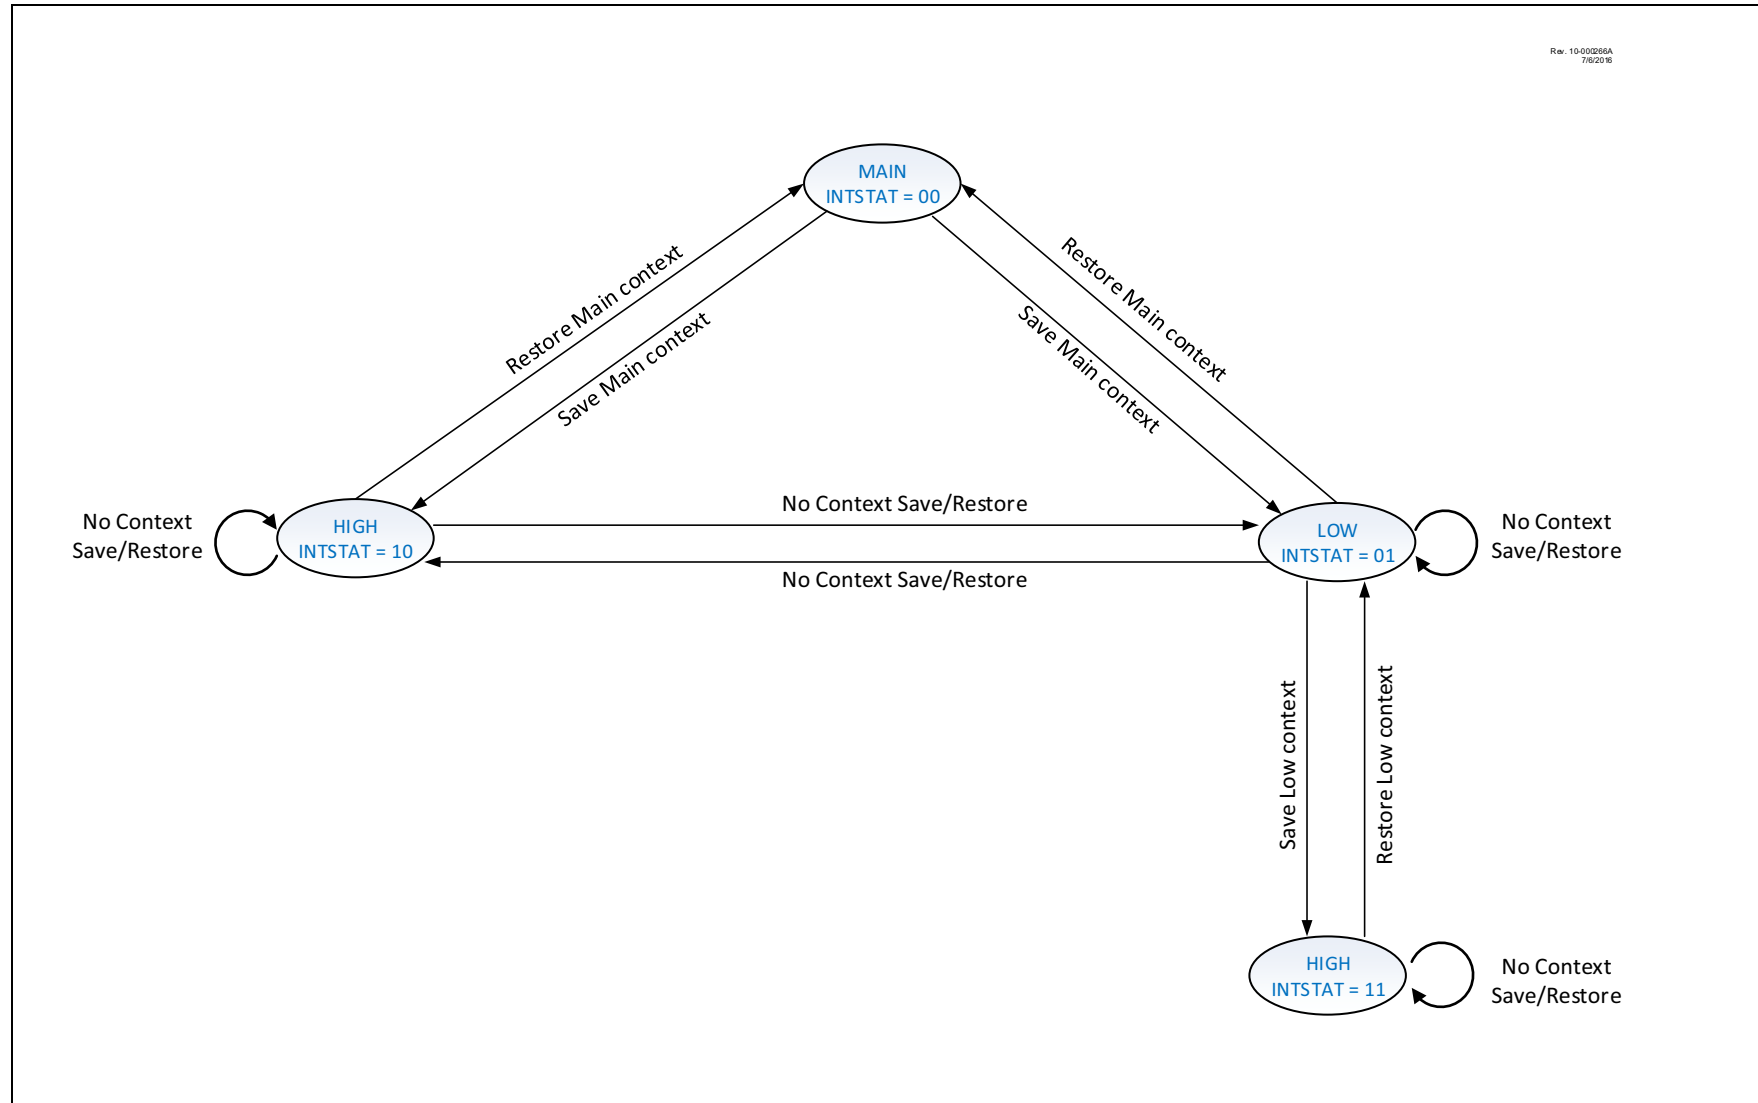 Rev. 10-000266A
7/6/2016
MAIN
INTSTAT = 00
Restore Main context
Save Main context
Save Main context
Restore Main context
No Context
Save/Restore
HIGH
INTSTAT = 10
No Context Save/Restore
No Context Save/Restore
LOW
INTSTAT = 01
No Context
Save/Restore
Save Low context
Restore Low context
HIGH
INTSTAT = 11
No Context
Save/Restore